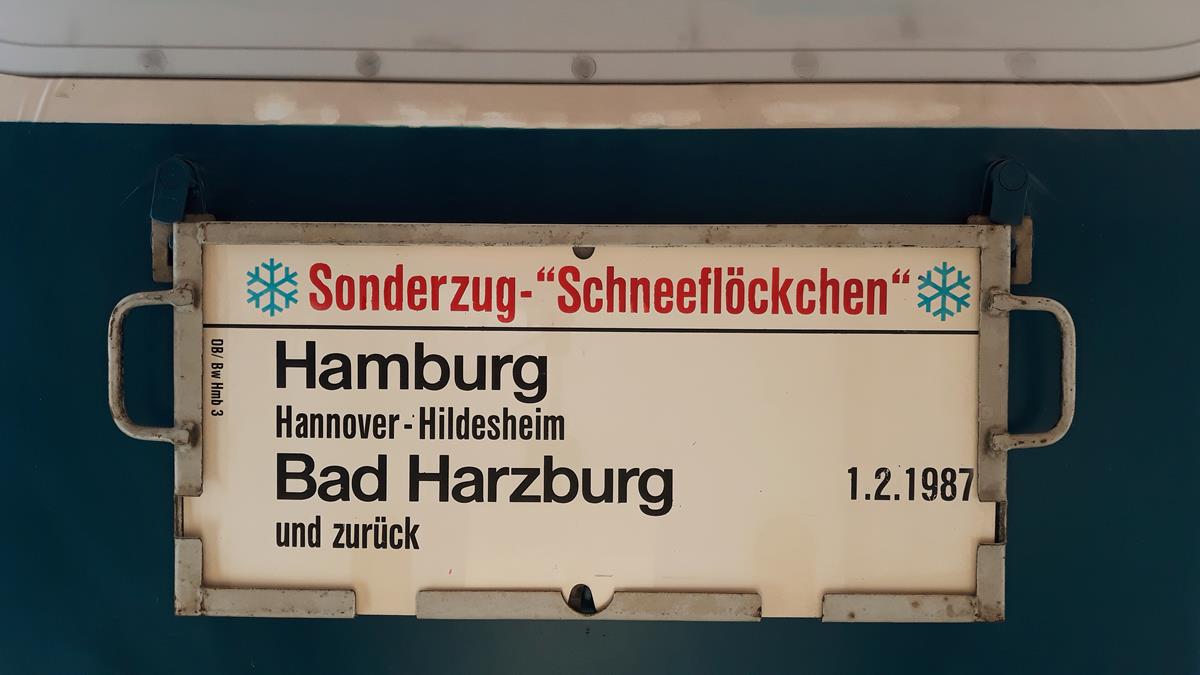 Sonderzug-“Schneeflöckchen“
DB/ Bw Hmb 3
Hamburg
Hannover-Hildesheim
Bad Harzburg
1.2.1987
und zurück